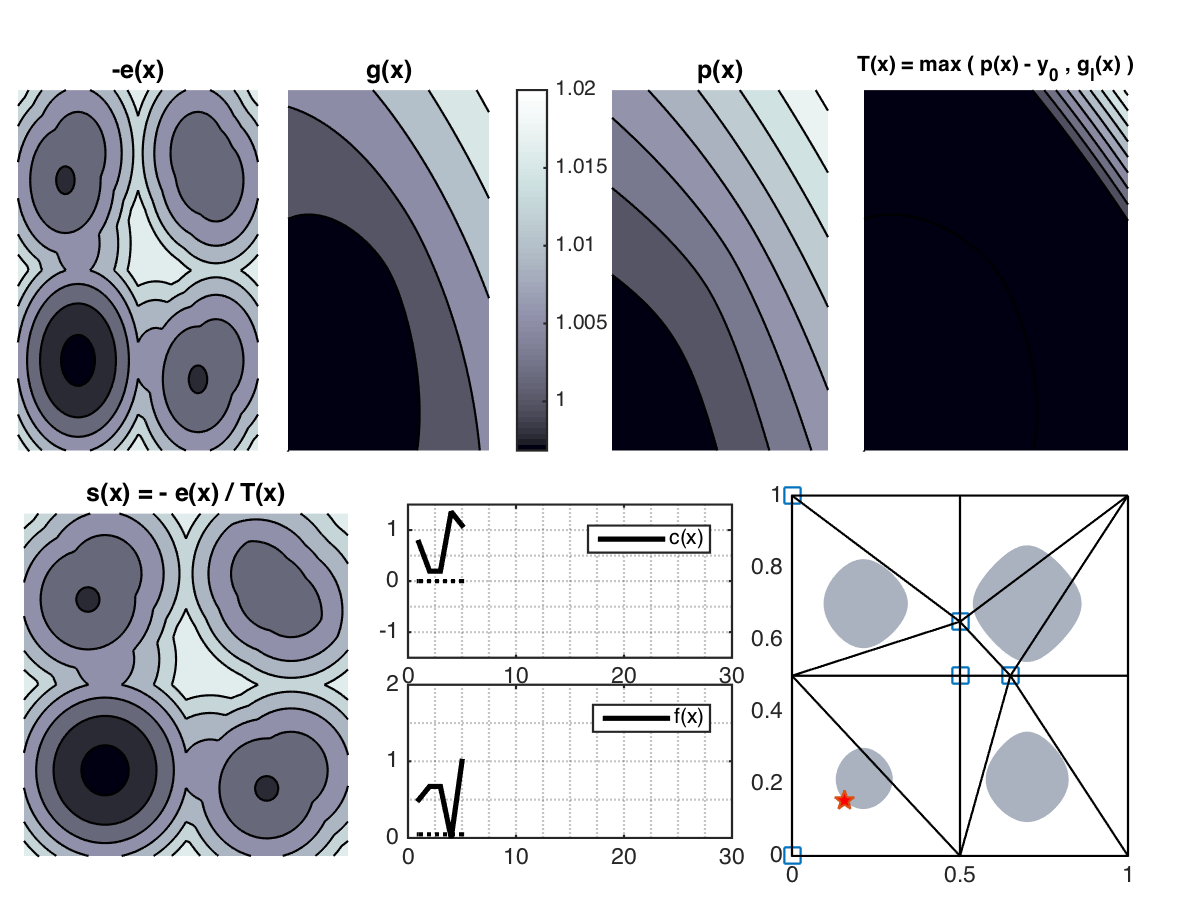 -e(x)
g(x)
p(x)
T(x) = max ( p(x) - y0 , gl(x) )
1.02
1.015
1.01
1.005
1
s(x) = - e(x) / T(x)
1
0
-1
c(x)
0 10 20 30
2
1
0
f(x)
0 10 20 30
1
0.8
0.6
0.4
0.2
0
0 0.5 1